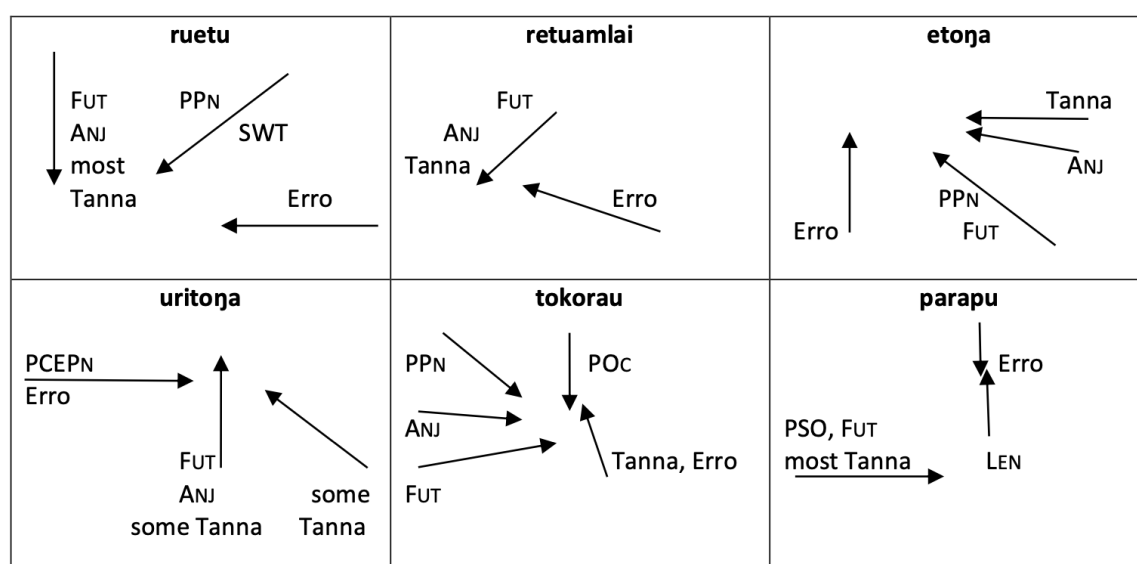 ruetu
FUT PPN
ANJ SWT
most
Tanna
Erro
retuamlai
FUT
ANJ
Tanna
Erro
etoŋa
Tanna
ANJ
PPN
Erro FUT
uritoŋa
PCEPN
Erro
FUT
ANJ some
some Tanna Tanna
tokorau
PPN POC
ANJ
Tanna, Erro
FUT
parapu
Erro
PSO, FUT
most Tanna LEN